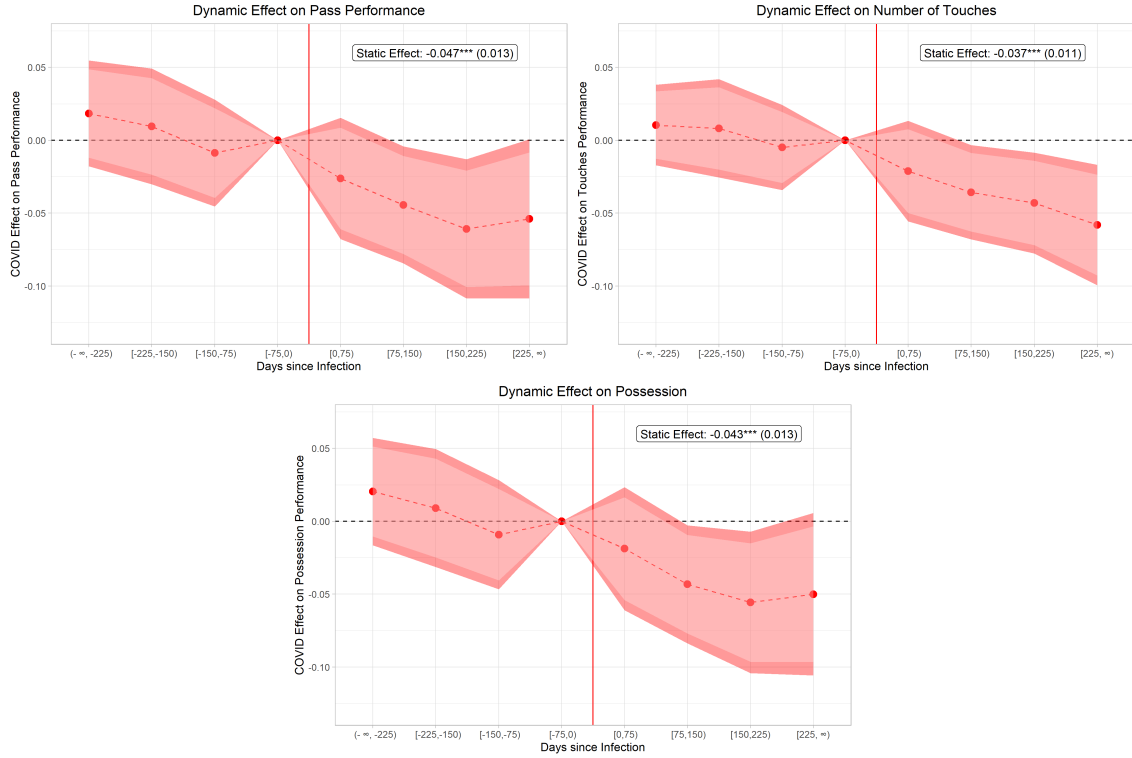 Dynamic Effect on Pass Performance
Static Effect: -0.047*** (0.013)
COVID Effect on Pass Performance
0.05
0.00
-0.05
-0.10
(- ∞, -225) [-225,-150) [-150,-75) [-75,0) [0,75) [75,150) [150,225) [225, ∞)
Days since Infection
Dynamic Effect on Number of Touches
Static Effect: -0.037*** (0.011)
COVID Effect on Touches Performance
0.05
0.00
-0.05
-0.10
(- ∞, -225) [-225,-150) [-150,-75) [-75,0) [0,75) [75,150) [150,225) [225, ∞)
Days since Infection
Dynamic Effect on Possession
Static Effect: -0.043*** (0.013)
COVID Effect on Possession Performance
0.05
0.00
-0.05
-0.10
(- ∞, -225) [-225,-150) [-150,-75) [-75,0) [0,75) [75,150) [150,225) [225, ∞)
Days since Infection